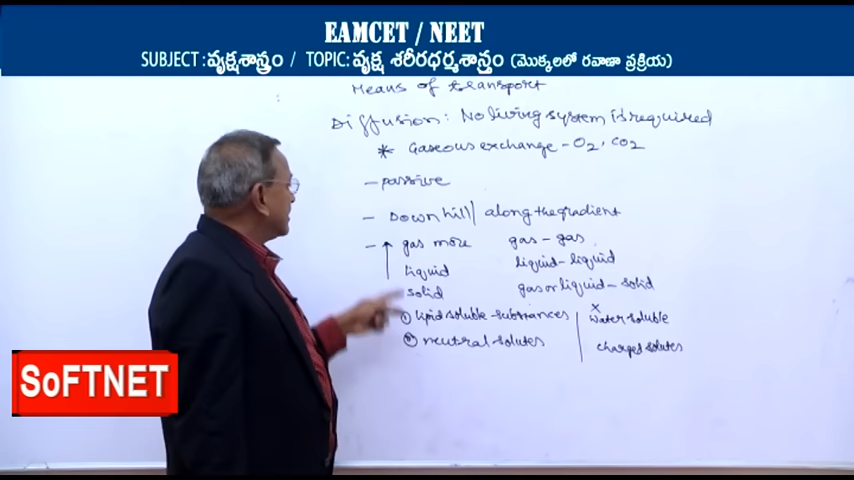 EAMCET / NEET
SUBJECT : వృక్షశాస్త్రం / TOPIC: వృక్ష శరీరధర్మశాస్త్రం (మొక్కలలో రవాణా ప్రక్రియ)
Means of transport
Diffusion: No living system is required
* Gaseous exchange - O2, CO2
- passive
- Down hill / along the gradient
- ↑ gas more gas - gas
liquid liquid - liquid
solid gas or liquid - solid
① lipid soluble - substances | x water soluble
② neutral solutes | charged solutes
SoFTNET